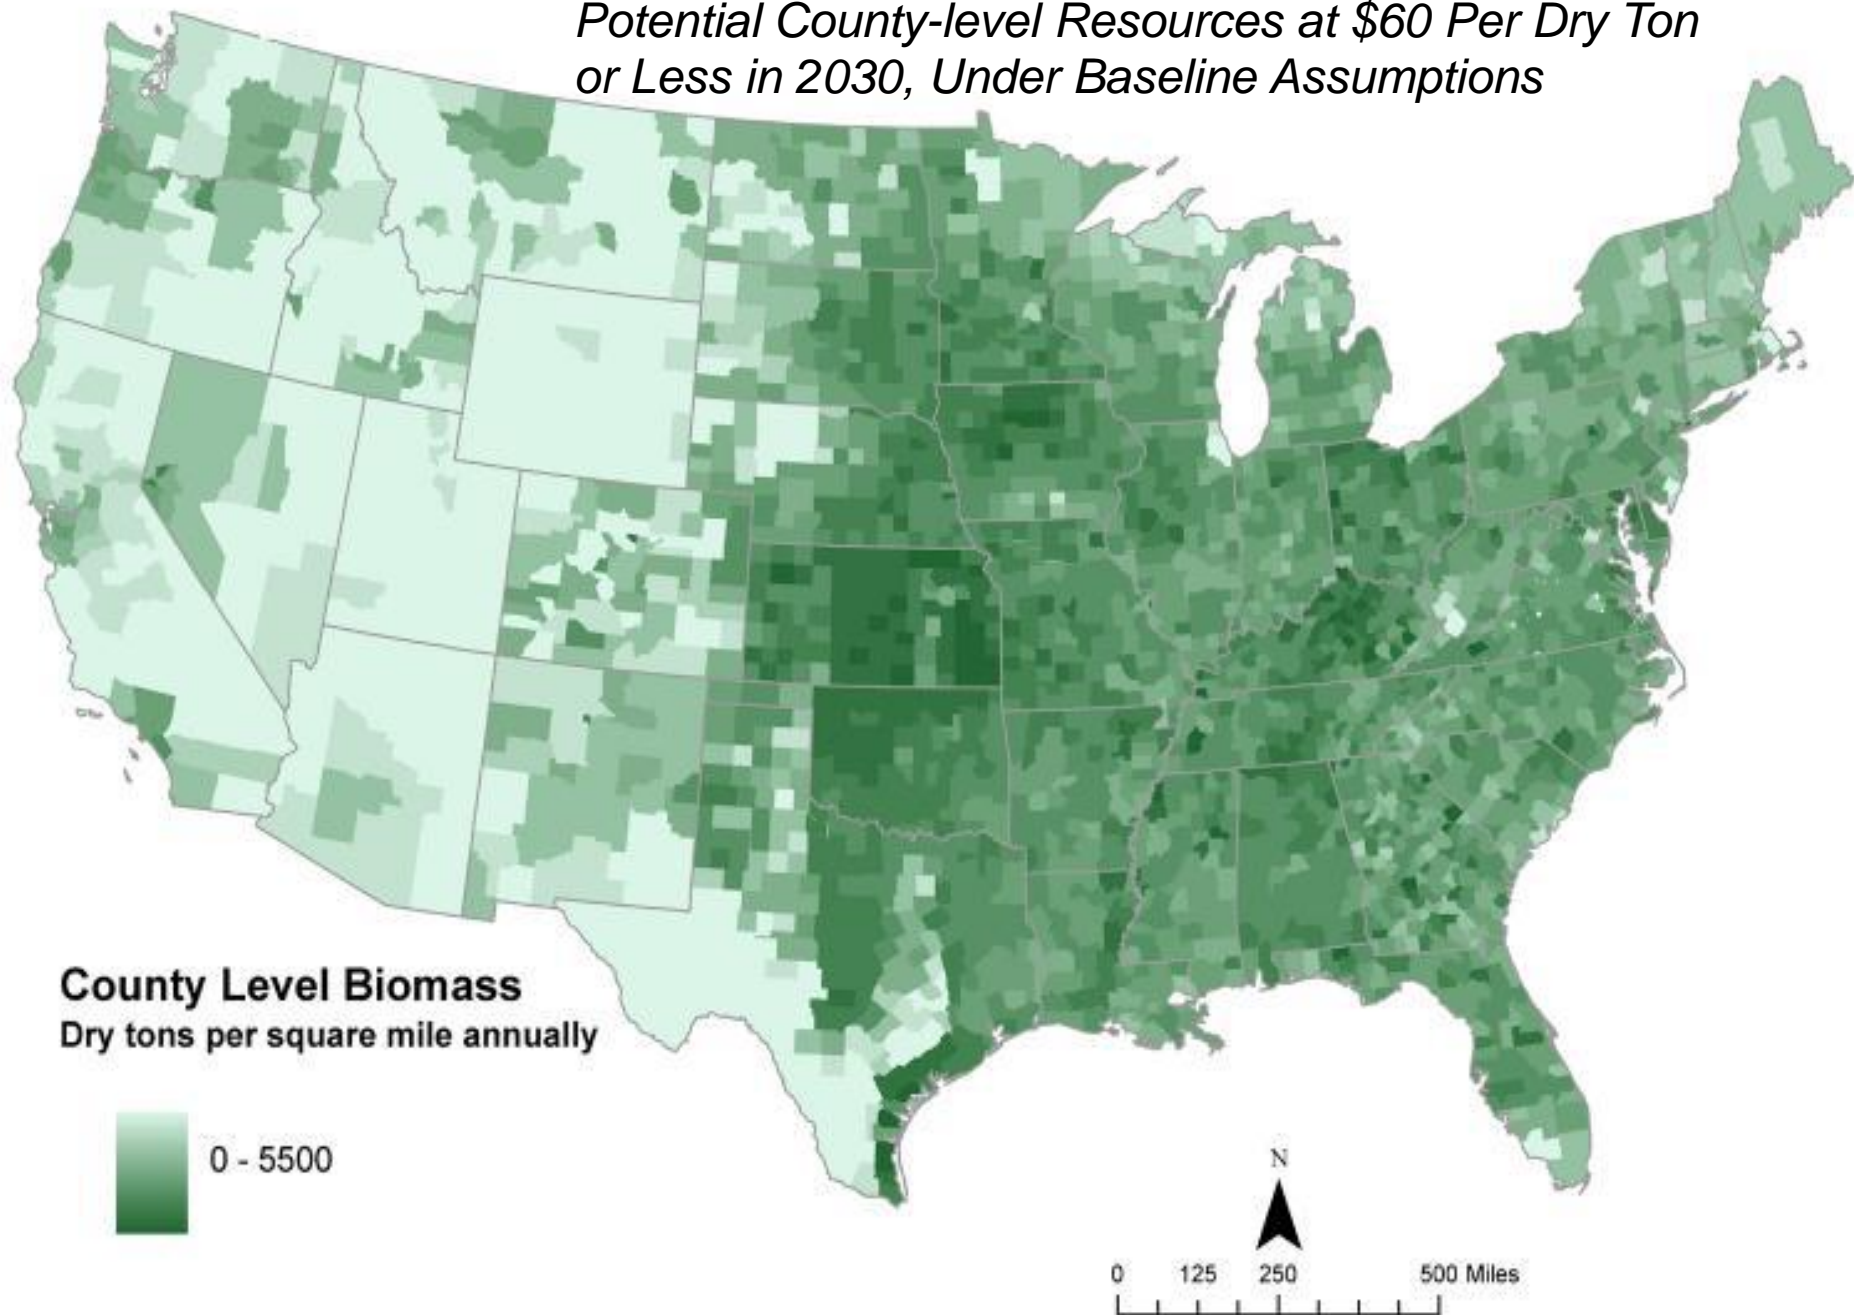 Potential County-level Resources at $60 Per Dry Ton
or Less in 2030, Under Baseline Assumptions
County Level Biomass
Dry tons per square mile annually
0 - 5500
N
0 125 250 500 Miles